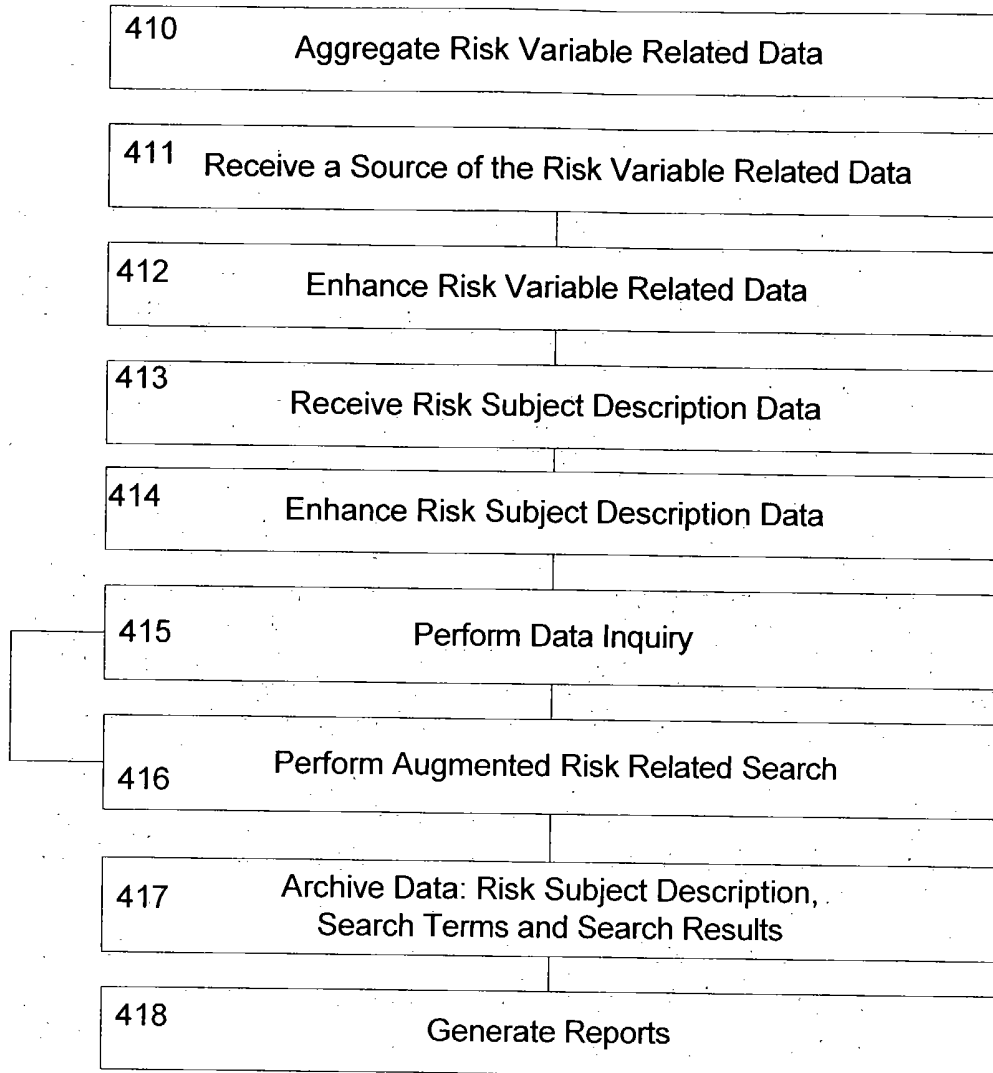 410 Aggregate Risk Variable Related Data
411 Receive a Source of the Risk Variable Related Data
412 Enhance Risk Variable Related Data
413 Receive Risk Subject Description Data
414 Enhance Risk Subject Description Data
415 Perform Data Inquiry
416 Perform Augmented Risk Related Search
417 Archive Data: Risk Subject Description,
Search Terms and Search Results
418 Generate Reports